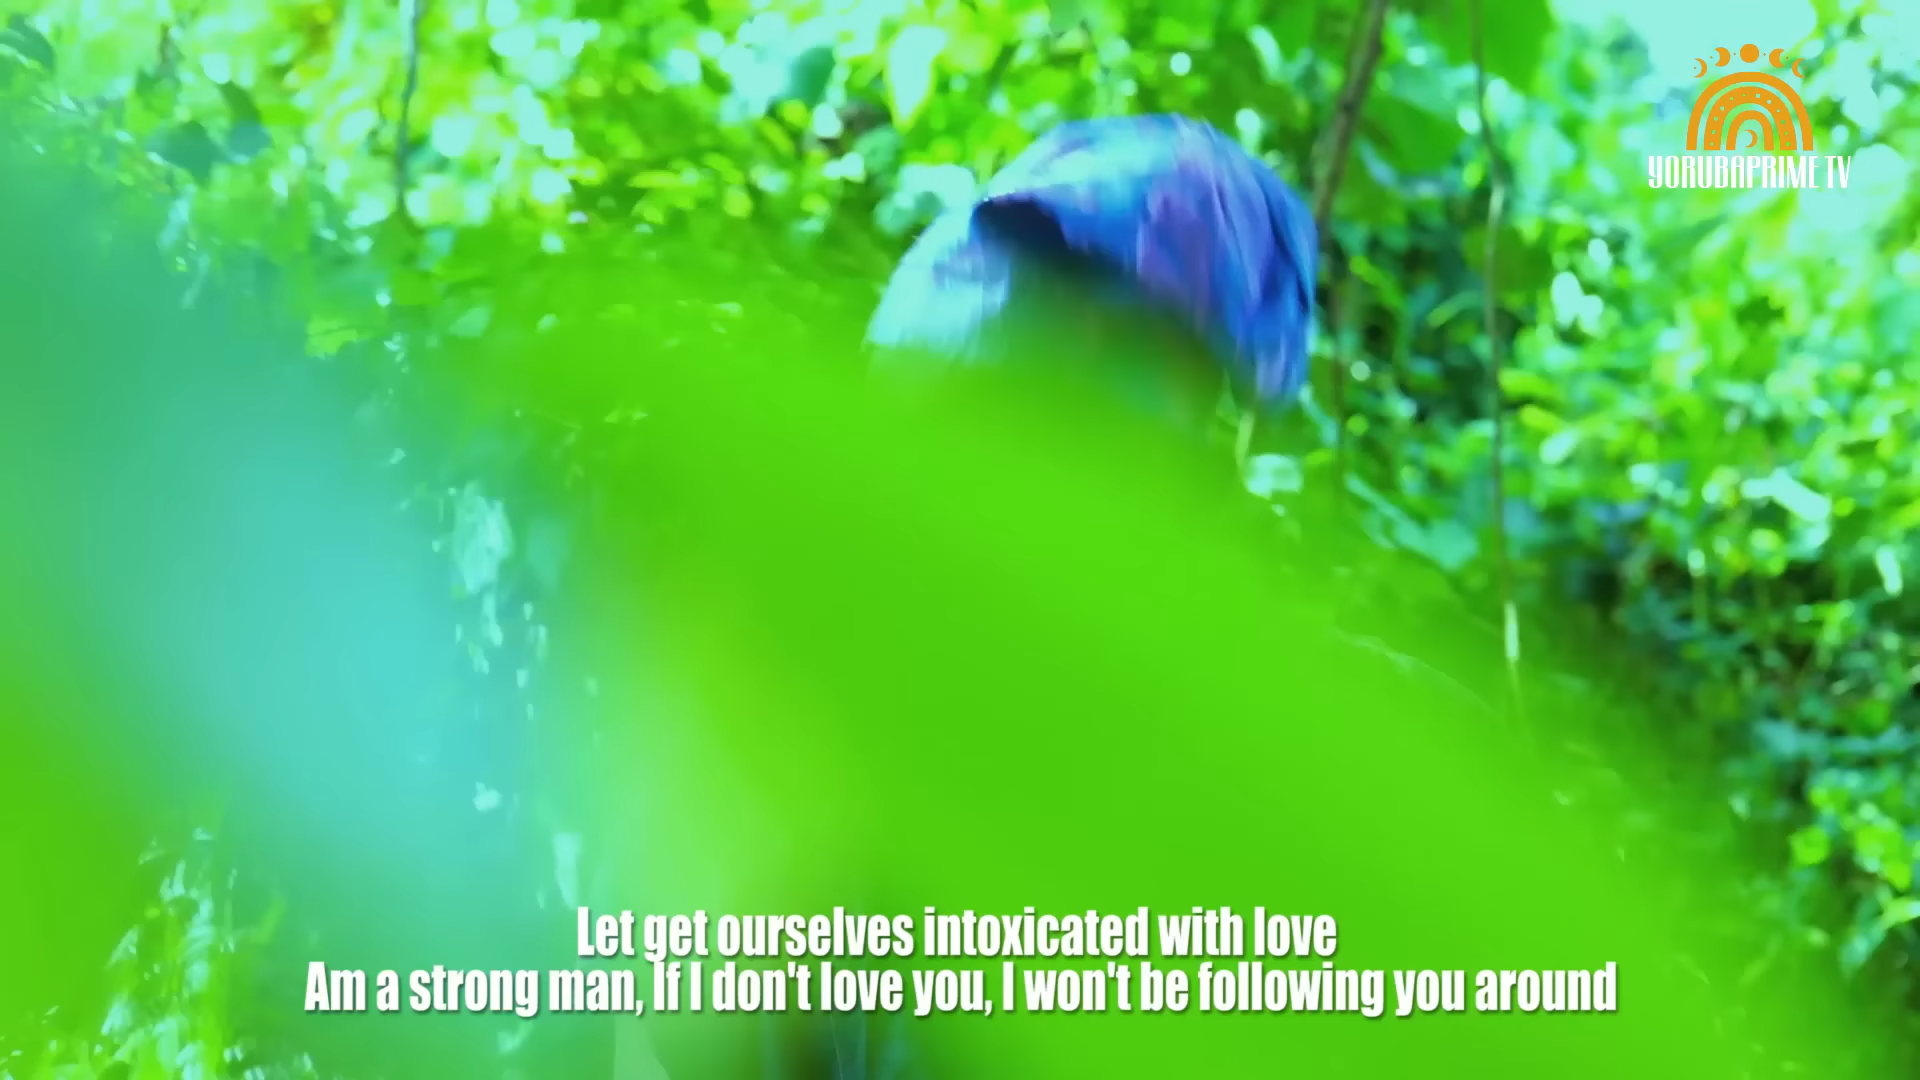 YORUBAPRIME TV
Let get ourselves intoxicated with love
Am a strong man, If I don't love you, I won't be following you around